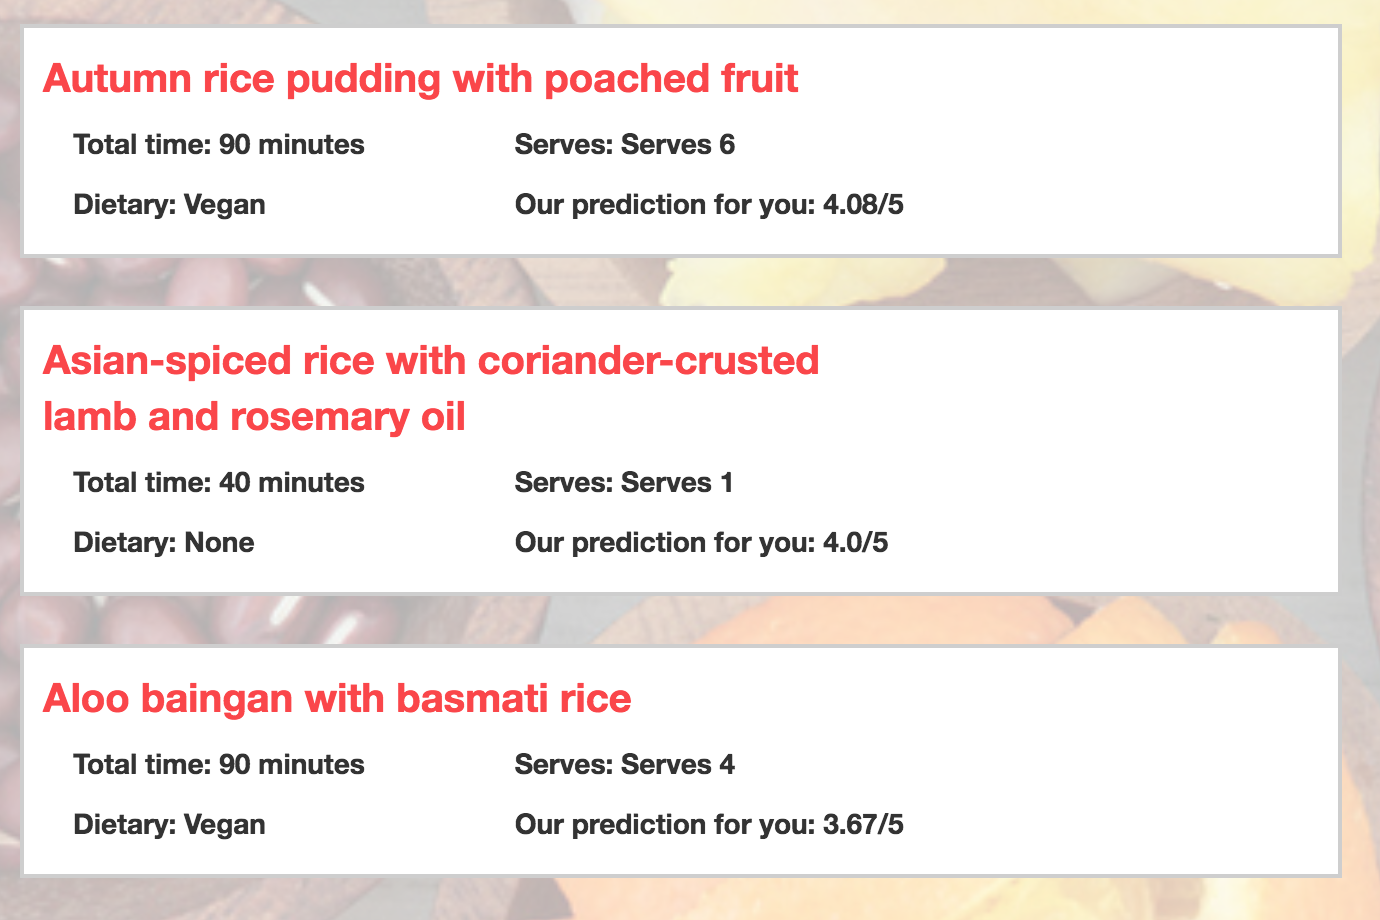 Autumn rice pudding with poached fruit
Total time: 90 minutes
Serves: Serves 6
Dietary: Vegan
Our prediction for you: 4.08/5
Asian-spiced rice with coriander-crusted
lamb and rosemary oil
Total time: 40 minutes
Serves: Serves 1
Dietary: None
Our prediction for you: 4.0/5
Aloo baingan with basmati rice
Total time: 90 minutes
Serves: Serves 4
Dietary: Vegan
Our prediction for you: 3.67/5